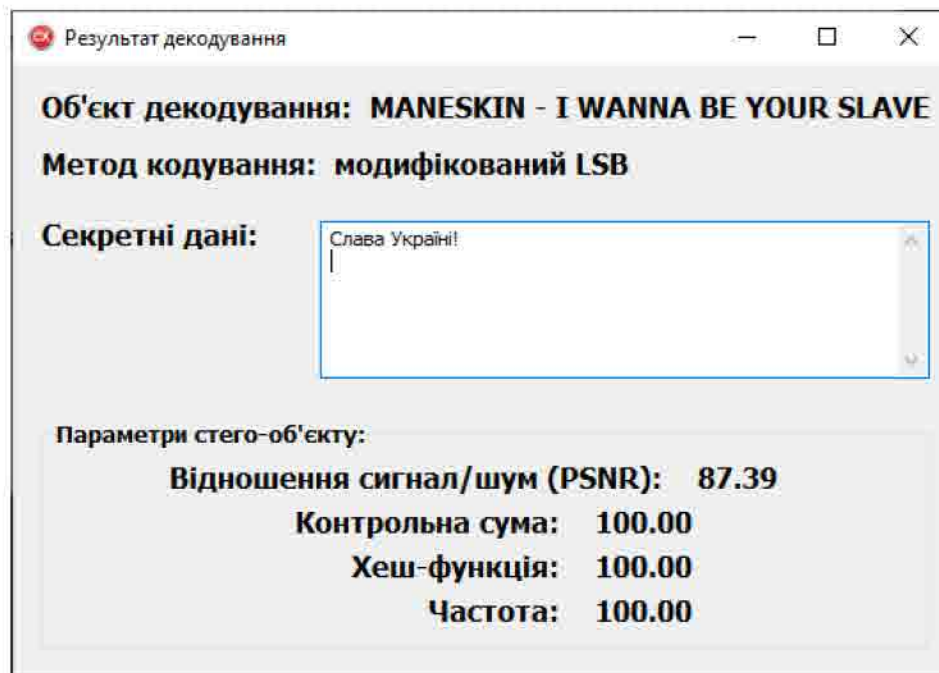 Результат декодування
Об'єкт декодування: MANESKIN - I WANNA BE YOUR SLAVE
Метод кодування: модифікований LSB
Секретні дані:
Слава Україні!
Параметри стего-об'єкту:
Відношення сигнал/шум (PSNR): 87.39
Контрольна сума: 100.00
Хеш-функція: 100.00
Частота: 100.00